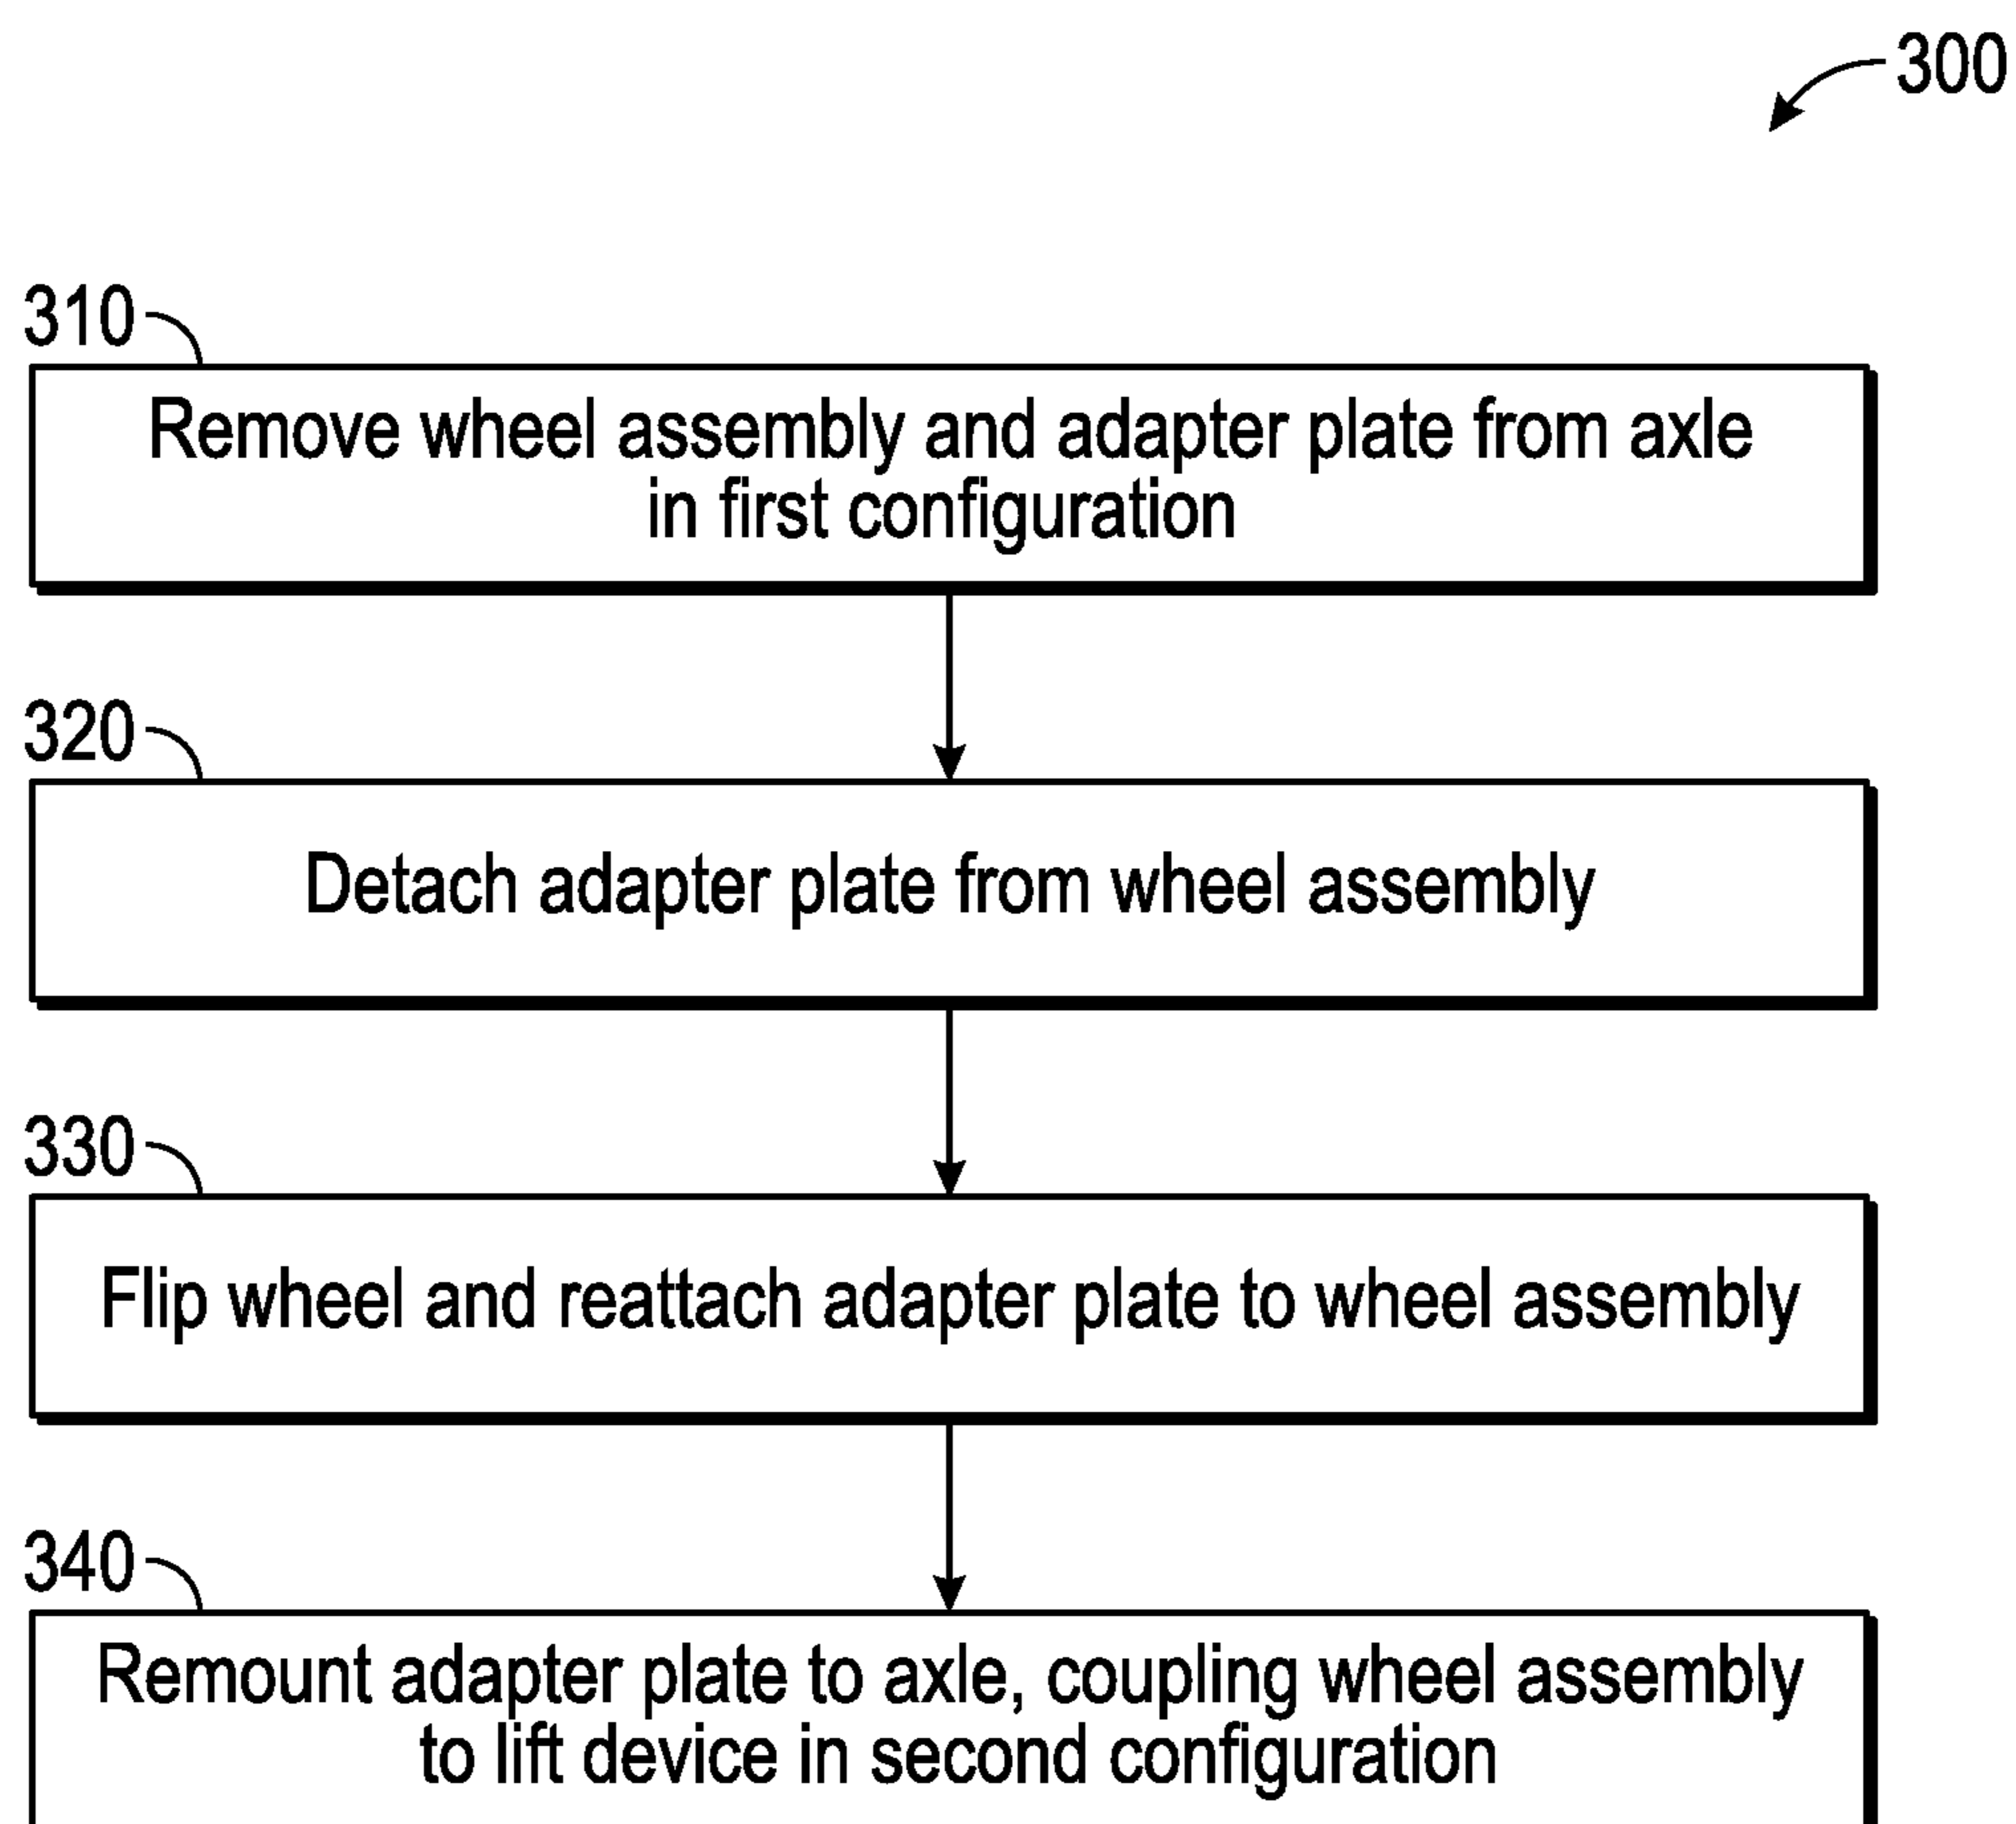 300
310
Remove wheel assembly and adapter plate from axle
in first configuration
320
Detach adapter plate from wheel assembly
330
Flip wheel and reattach adapter plate to wheel assembly
340
Remount adapter plate to axle, coupling wheel assembly
to lift device in second configuration